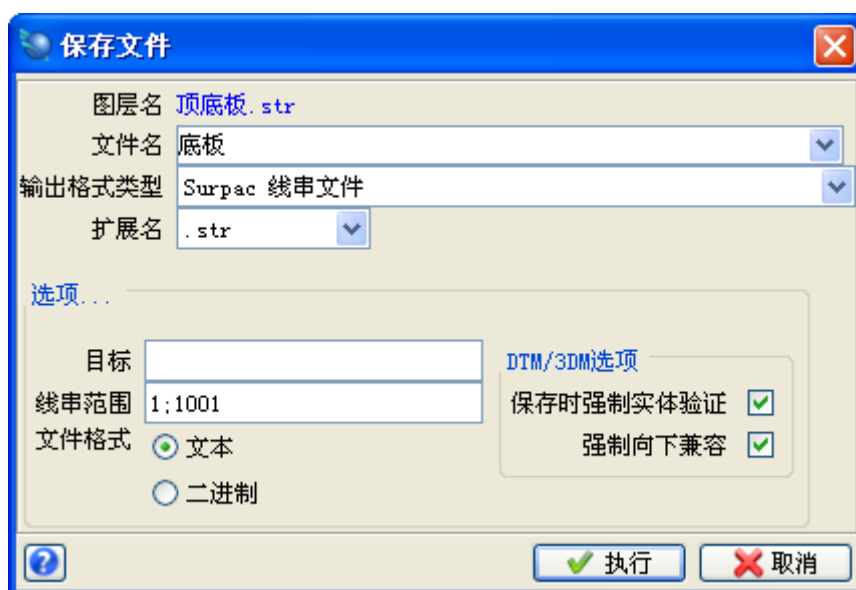 保存文件
图层名 顶底板.str
文件名 底板
输出格式类型 Surpac 线串文件
扩展名 .str
选项...
目标
DTM/3DM选项
线串范围 1;1001
保存时强制实体验证
文件格式 文本
强制向下兼容
二进制
执行 取消